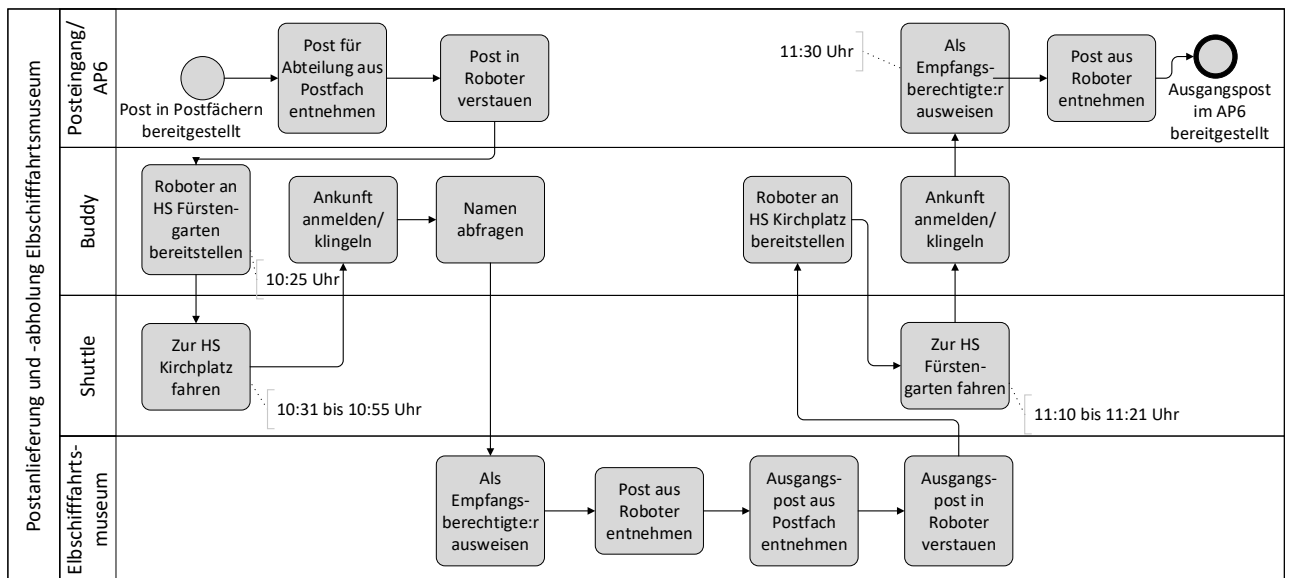 Postanlieferung und -abholung Elbschifffahrtsmuseum
Posteingang/
AP6
Post in Postfächern
bereitgestellt
Post für
Abteilung aus
Postfach
entnehmen
Post in
Roboter
verstauen
11:30 Uhr
Als
Empfangs-
berechtigte:r
ausweisen
Post aus
Roboter
entnehmen
Ausgangspost
im AP6
bereitgestellt
Buddy
Roboter an
HS Fürsten-
garten
bereitstellen
10:25 Uhr
Ankunft
anmelden/
klingeln
Namen
abfragen
Roboter an
HS Kirchplatz
bereitstellen
Ankunft
anmelden/
klingeln
Shuttle
Zur HS
Kirchplatz
fahren
10:31 bis 10:55 Uhr
Zur HS
Fürsten-
garten fahren
11:10 bis 11:21 Uhr
Elbschiffahrts-
museum
Als
Empfangs-
berechtigte:r
ausweisen
Post aus
Roboter
entnehmen
Ausgangs-
post aus
Postfach
entnehmen
Ausgangs-
post in
Roboter
verstauen